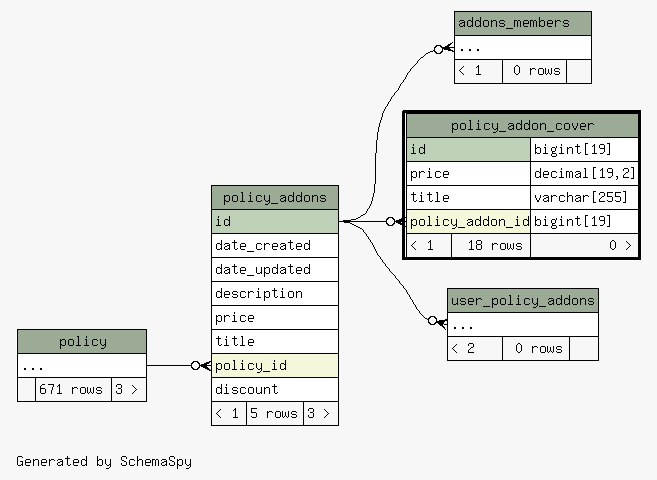 addons_members
...
< 1 0 rows
policy_addon_cover
id bigint[19]
price decimal[19,2]
title varchar[255]
policy_addon_id bigint[19]
< 1 18 rows 0 >
policy_addons
id
date_created
date_updated
description
price
title
policy_id
discount
< 1 5 rows 3 >
user_policy_addons
...
< 2 0 rows
policy
...
671 rows 3 >
Generated by SchemaSpy